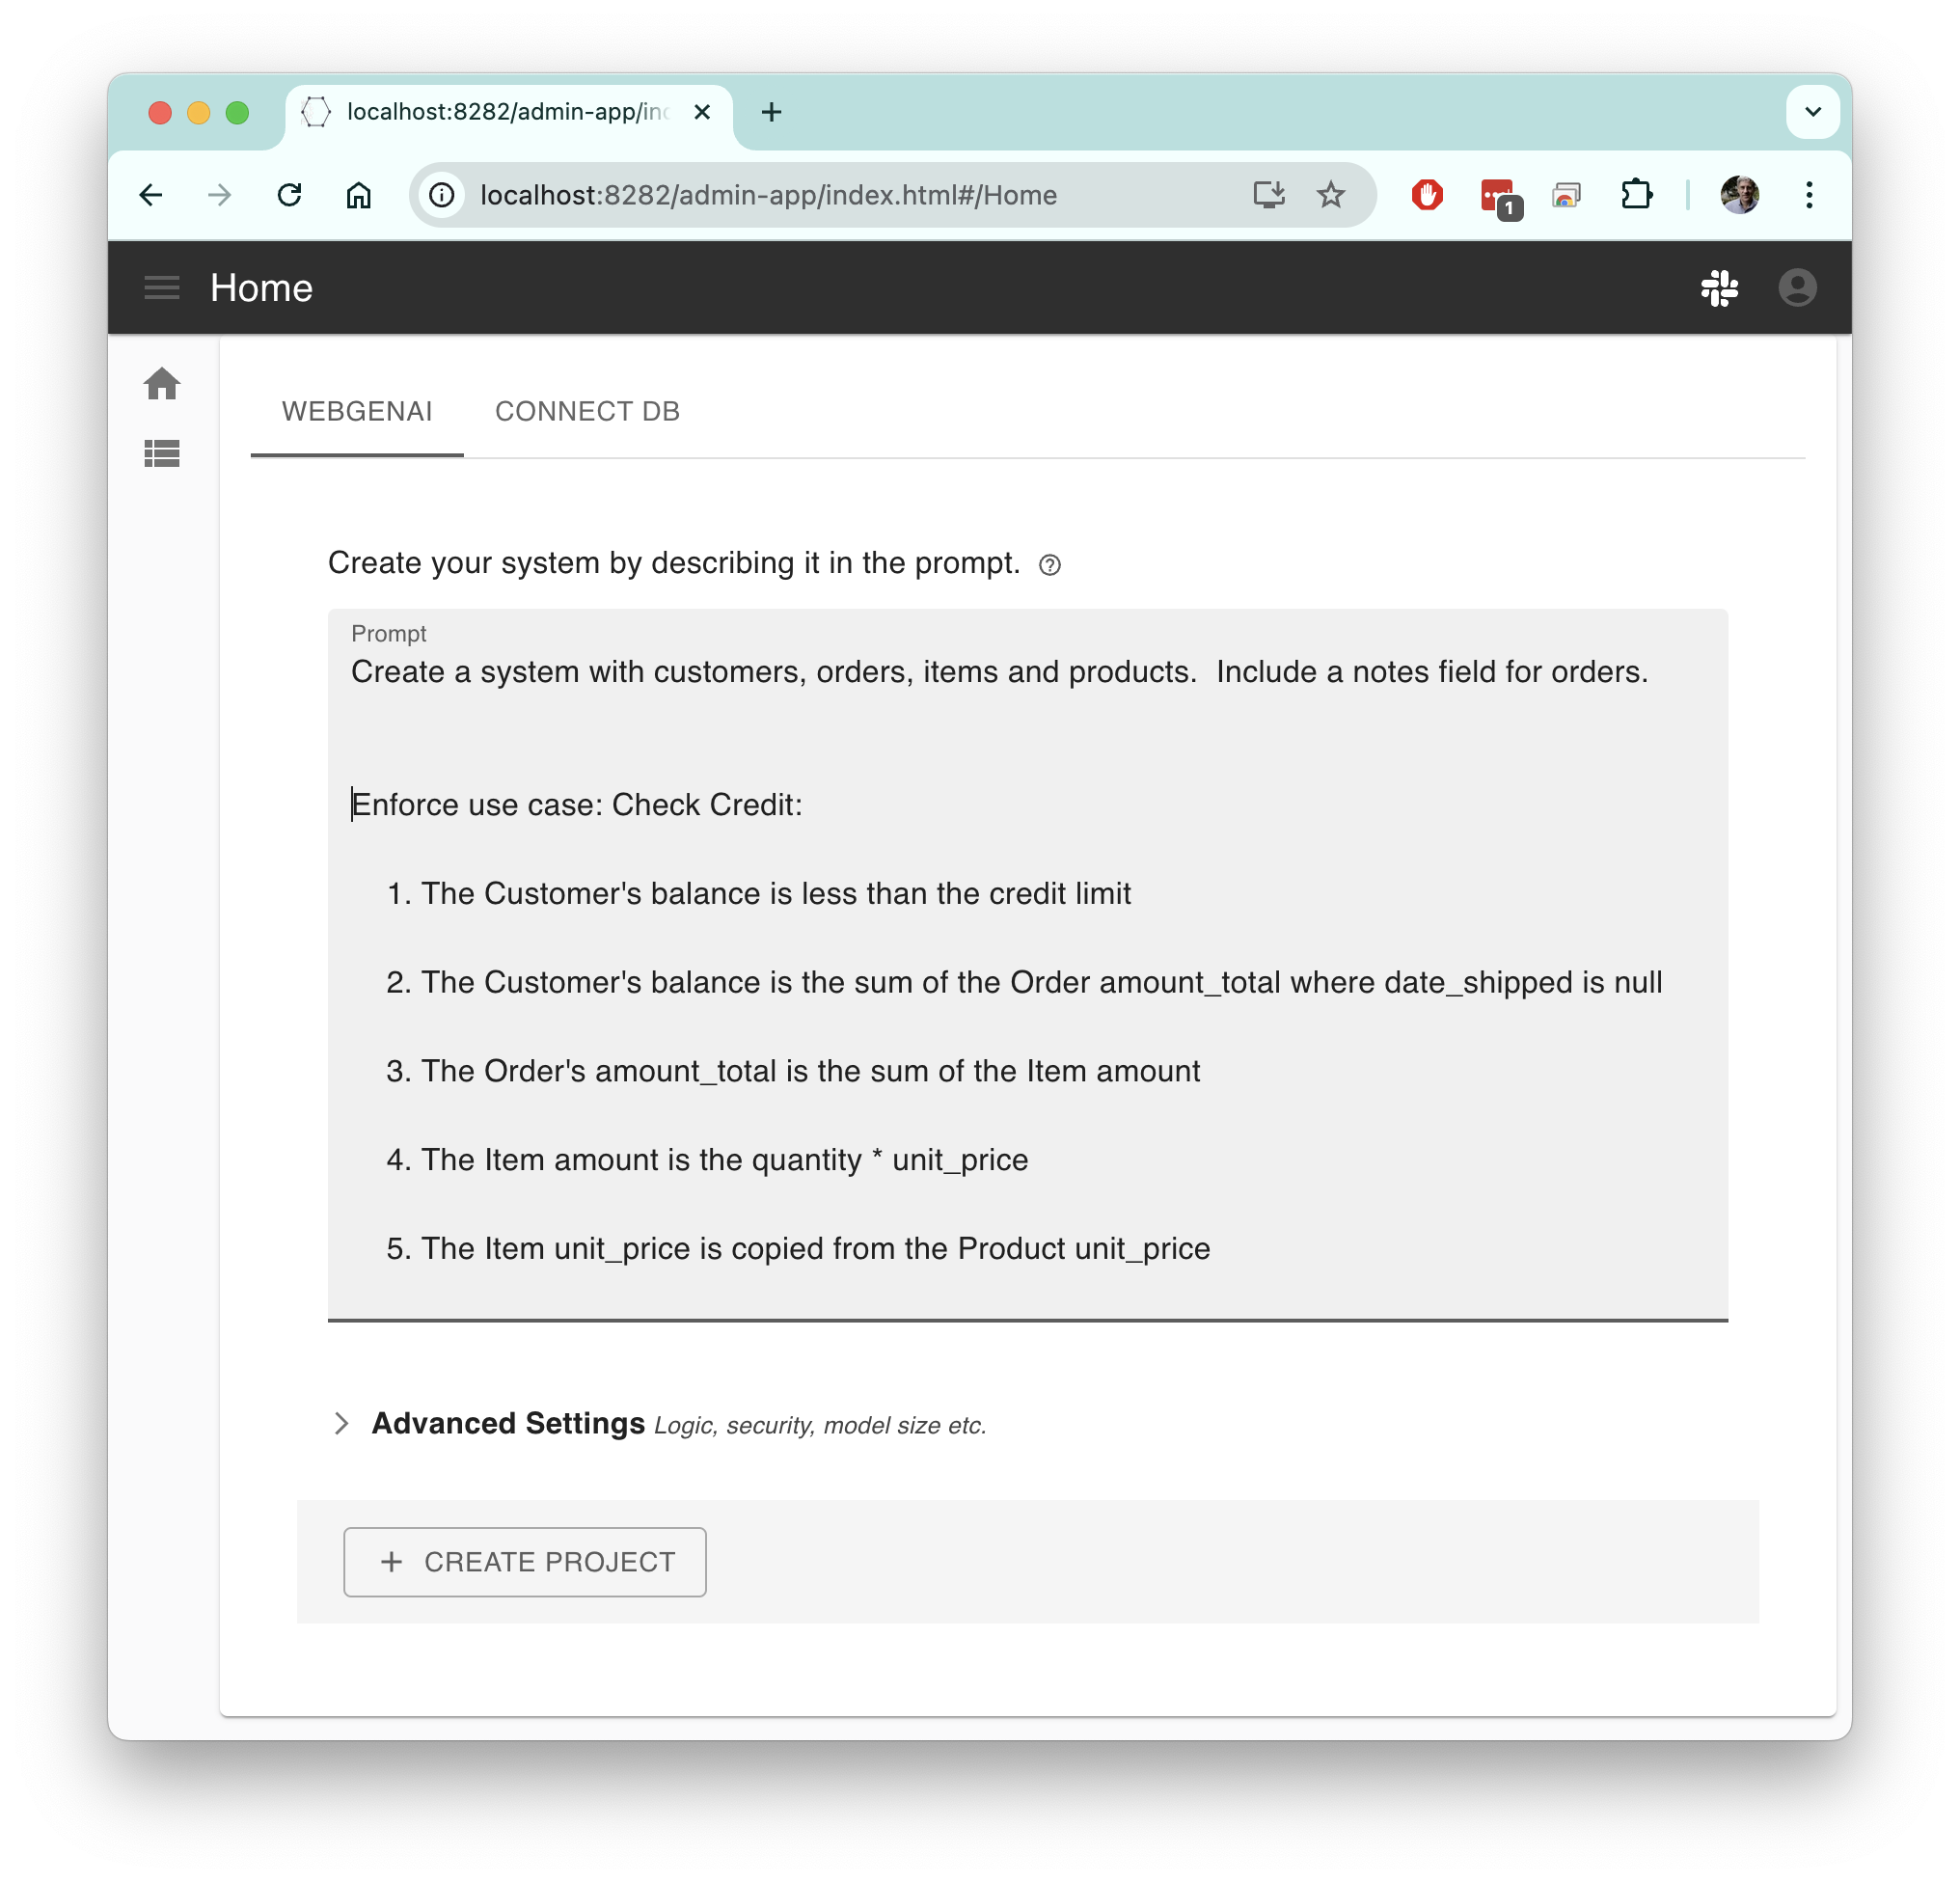 localhost:8282/admin-app/in
localhost:8282/admin-app/index.html#/Home
1
Home
WEBGENAI CONNECT DB
Create your system by describing it in the prompt.
Prompt
Create a system with customers, orders, items and products.  Include a notes field for orders.
Enforce use case: Check Credit:
1. The Customer's balance is less than the credit limit
2. The Customer's balance is the sum of the Order amount_total where date_shipped is null
3. The Order's amount_total is the sum of the Item amount
4. The Item amount is the quantity * unit_price
5. The Item unit_price is copied from the Product unit_price
Advanced Settings Logic, security, model size etc.
+ CREATE PROJECT